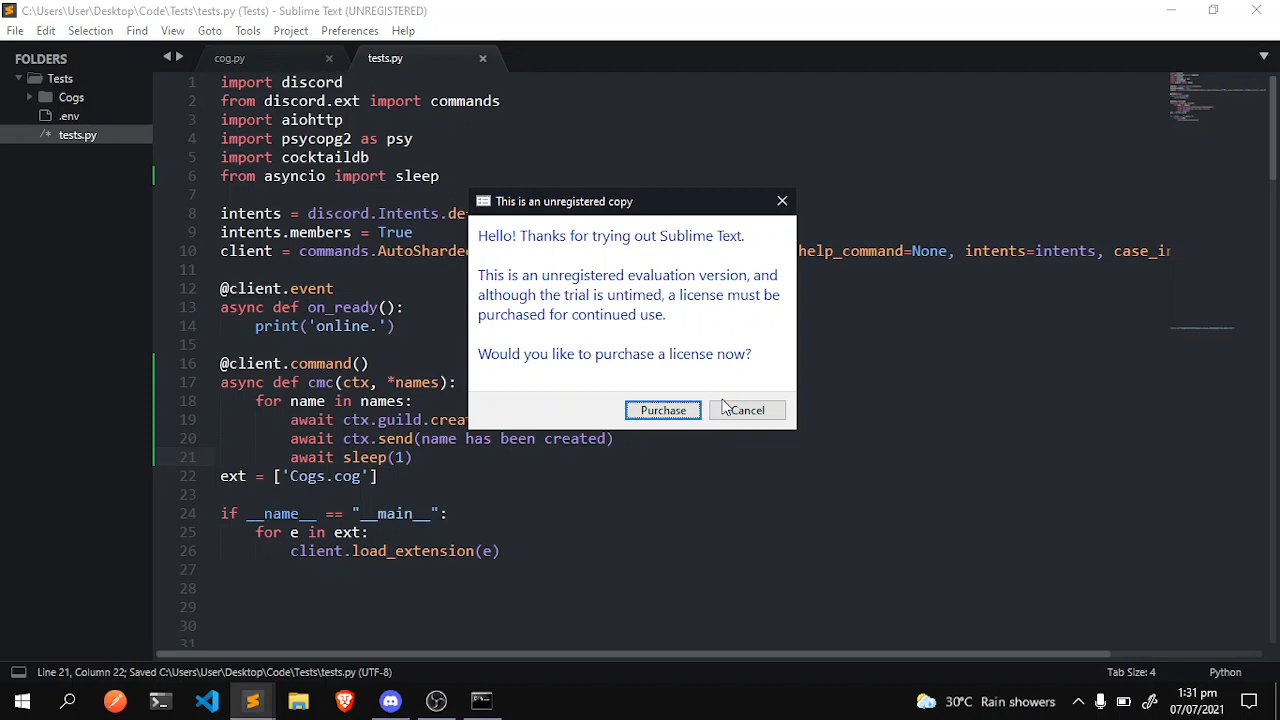 C:\Users\User\Desktop\Code\Tests\tests.py (Tests) - Sublime Text (UNREGISTERED)
File Edit Selection Find View Goto Tools Project Preferences Help
FOLDERS
Tests
Cogs
.env
/* tests.py
cog.py
tests.py
1 import discord
2 from discord.ext import commands
3 import aiohttp
4 import psycopg2 as psy
5 import cocktaildb
6 from asyncio import sleep
7
8 intents = discord.Intents.de
9 intents.members = True
10 client = commands.AutoSharde help_command=None, intents=intents, case_in
11
12 @client.event
13 async def on_ready():
14 print('online.')
15
16 @client.command()
17 async def cmc(ctx, *names):
18 for name in names:
19 await ctx.guild.crea
20 await ctx.send(name has been created)
21 await sleep(1)
22 ext = ['Cogs.cog']
23
24 if __name__ == "__main__":
25 for e in ext:
26 client.load_extension(e)
27
28
29
30
31
This is an unregistered copy
Hello! Thanks for trying out Sublime Text.
This is an unregistered evaluation version, and
although the trial is untimed, a license must be
purchased for continued use.
Would you like to purchase a license now?
Purchase Cancel
Line 21, Column 22; Saved C:\Users\User\Desktop\Code\Tests\tests.py (UTF-8) Tab Size: 4 Python
30°C Rain showers
1:31 pm
07/07/2021